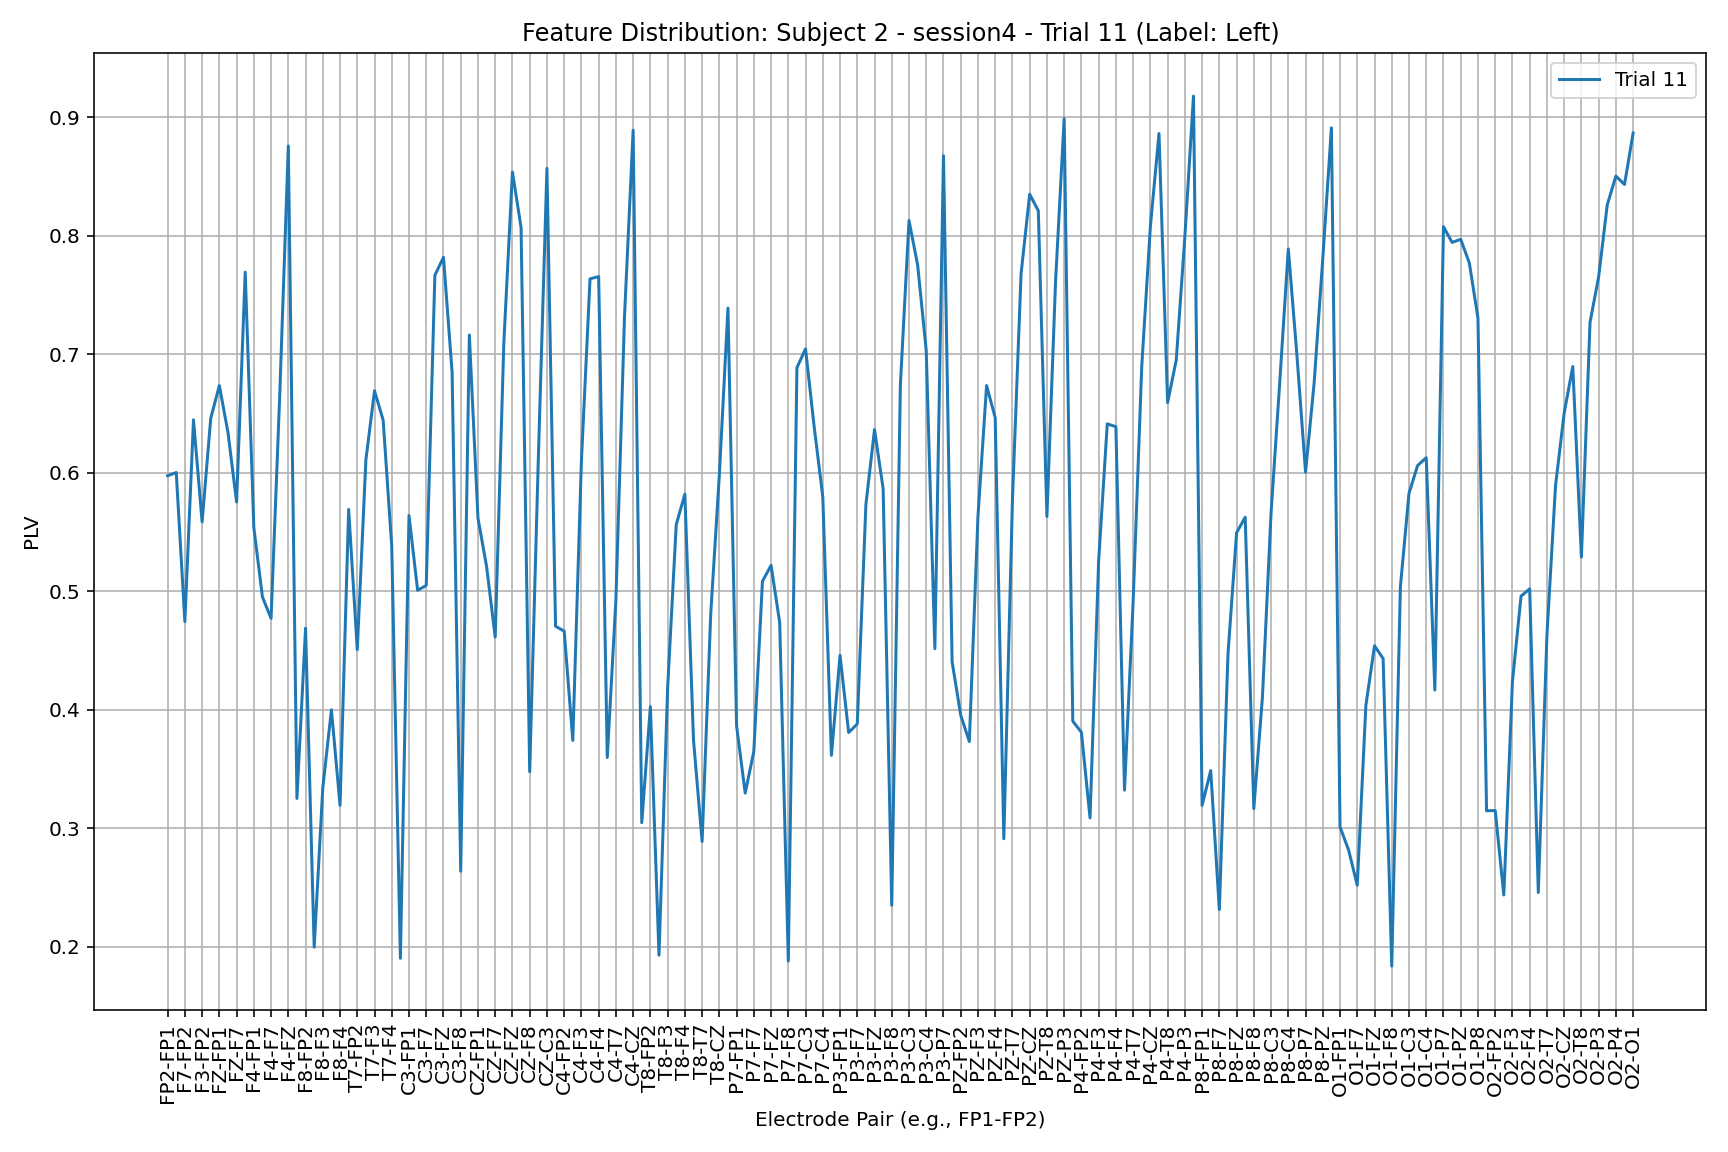 Feature Distribution: Subject 2 - session4 - Trial 11 (Label: Left)
Trial 11
0.9
0.8
0.7
0.6
0.5
0.4
0.3
0.2
PLV
FP2-FP1
F7-FP2
F3-FP2
FZ-FP1
FZ-F7
F4-FP1
F4-F7
F4-FZ
F8-FP2
F8-F3
F8-F4
T7-FP2
T7-F3
T7-F4
C3-FP1
C3-F7
C3-FZ
C3-F8
CZ-FP1
CZ-F7
CZ-FZ
CZ-F8
CZ-C3
C4-FP2
C4-F3
C4-F4
C4-T7
C4-CZ
T8-FP2
T8-F3
T8-F4
T8-T7
T8-CZ
P7-FP1
P7-F7
P7-FZ
P7-F8
P7-C3
P7-C4
P3-FP1
P3-F7
P3-FZ
P3-F8
P3-C3
P3-C4
P3-P7
PZ-FP2
PZ-F3
PZ-F4
PZ-T7
PZ-CZ
PZ-T8
PZ-P3
P4-FP2
P4-F3
P4-F4
P4-T7
P4-CZ
P4-T8
P4-P3
P8-FP1
P8-F7
P8-FZ
P8-F8
P8-C3
P8-C4
P8-P7
P8-PZ
O1-FP1
O1-F7
O1-FZ
O1-F8
O1-C3
O1-C4
O1-P7
O1-PZ
O1-P8
O2-FP2
O2-F3
O2-F4
O2-T7
O2-CZ
O2-T8
O2-P3
O2-P4
O2-O1
Electrode Pair (e.g., FP1-FP2)